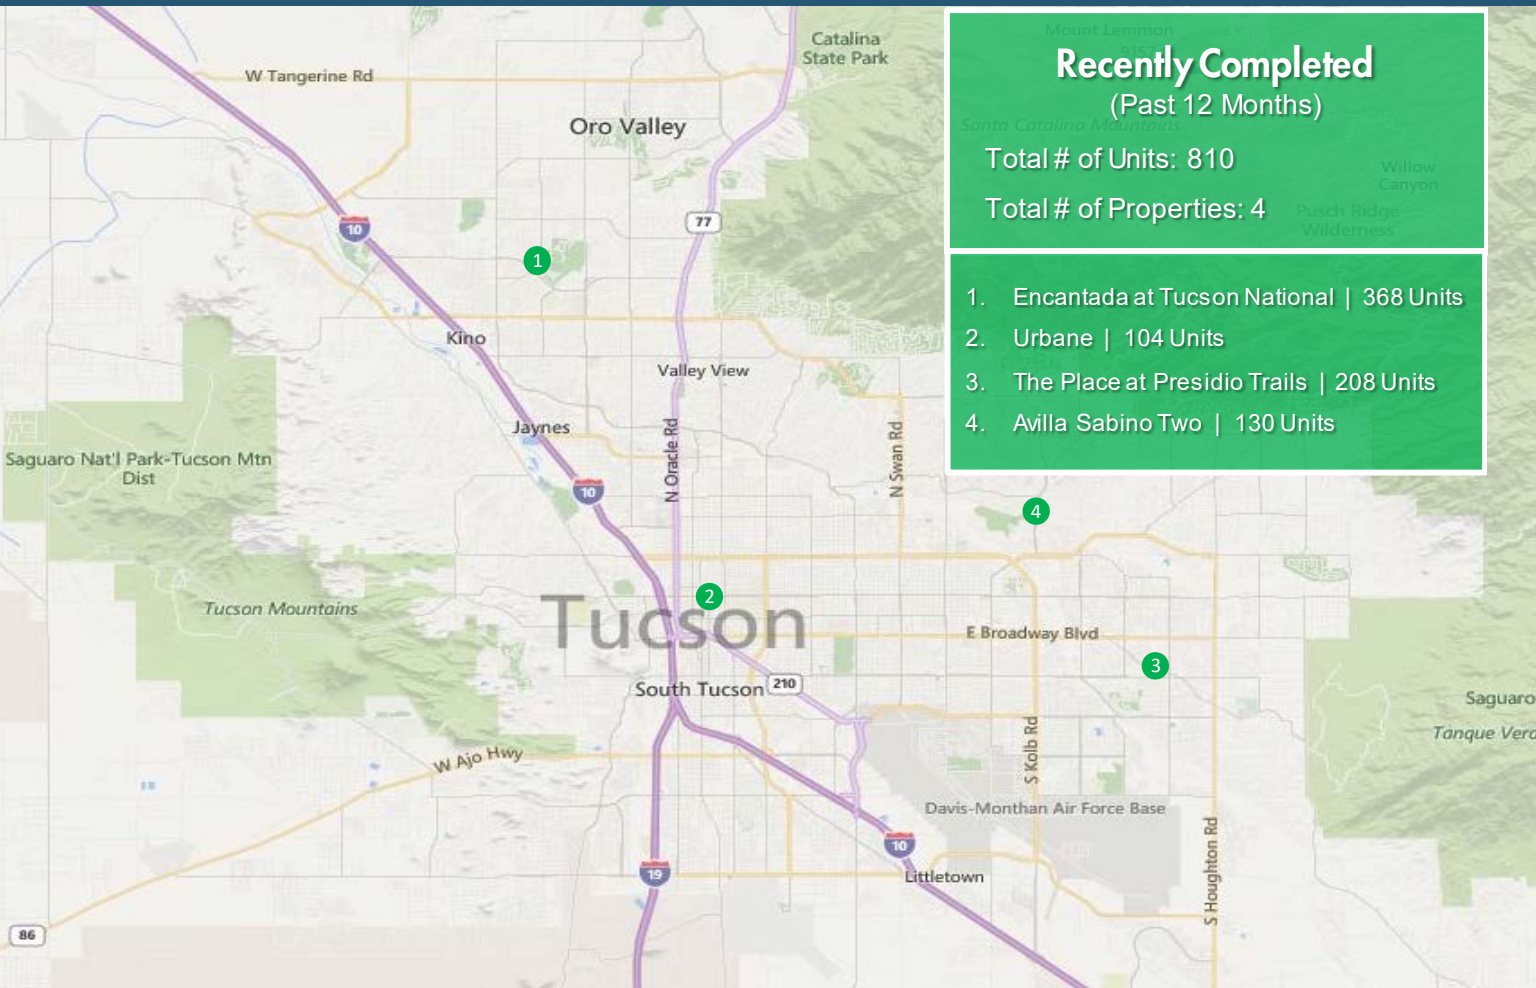 Recently Completed
(Past 12 Months)
Total # of Units: 810
Total # of Properties: 4
1. Encantada at Tucson National | 368 Units
2. Urbane | 104 Units
3. The Place at Presidio Trails | 208 Units
4. Avilla Sabino Two | 130 Units
Mount Lemmon
9157
Santa Catalina Mountains
Willow
Canyon
Pusch Ridge
Wilderness
Catalina
State Park
W Tangerine Rd
Oro Valley
10
77
1
Kino
Valley View
Jaynes
N Oracle Rd
N Swan Rd
Saguaro Nat'l Park-Tucson Mtn
Dist
10
4
2
Tucson Mountains
Tucson
E Broadway Blvd
3
South Tucson
210
Saguaro
Tanque Verd
W Ajo Hwy
S Kolb Rd
Davis-Monthan Air Force Base
10
19
Littletown
S Houghton Rd
86